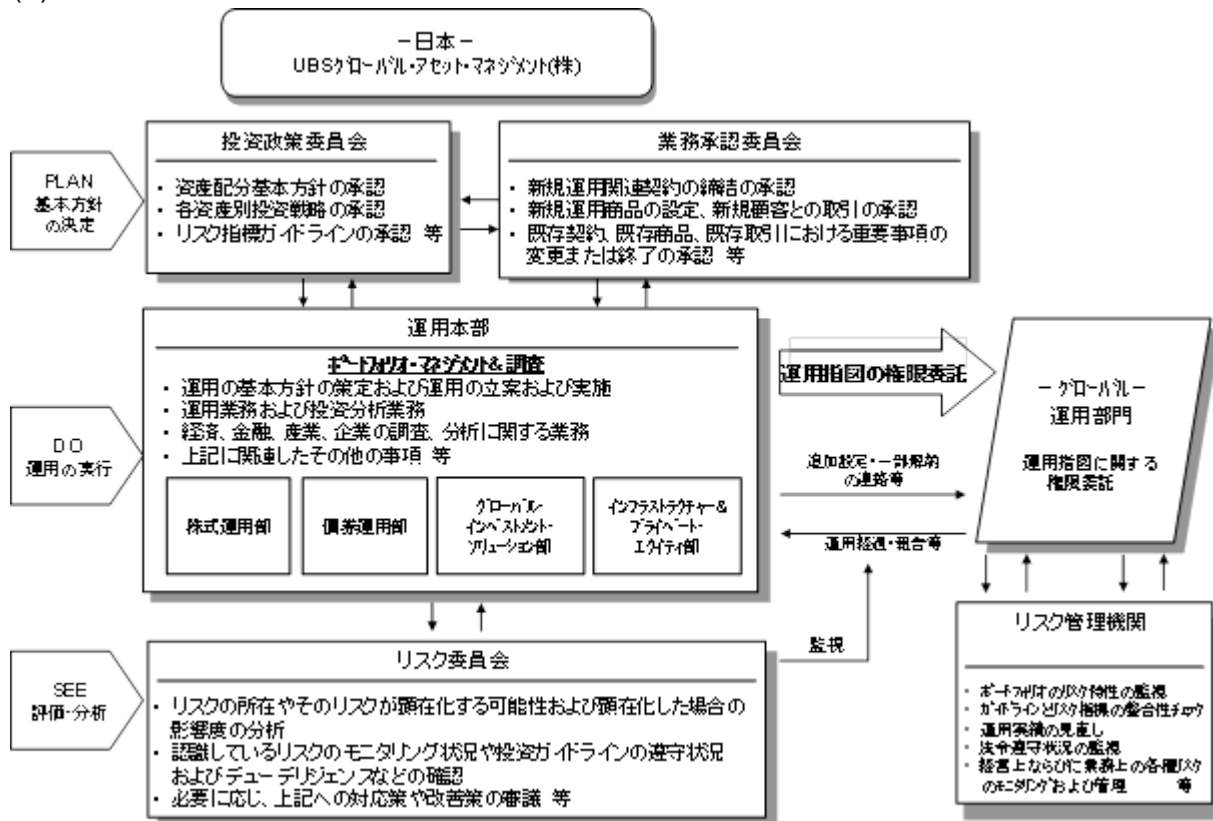 －日本－
UBSｸﾞﾛｰﾊﾞﾙ･ｱｾｯﾄ･ﾏﾈｼﾞﾒﾝﾄ(株)
PLAN
基本方針
の決定
投資政策委員会
・ 資産配分基本方針の承認
・ 各資産別投資戦略の承認
・ リスク指標ガイドラインの承認 等
業務承認委員会
・ 新規運用関連契約の締結の承認
・ 新規運用商品の設定、新規顧客との取引の承認
・ 既存契約、既存商品、既存取引における重要事項の
変更または終了の承認 等
DO
運用の実行
運用本部
ﾎﾟｰﾄﾌｫﾘｵ･ﾏﾈｼﾞﾒﾝﾄ&調査
・ 運用の基本方針の策定および運用の立案および実施
・ 運用業務および投資分析業務
・ 経済、金融、産業、企業の調査、分析に関する業務
・ 上記に関連したその他の事項 等
株式運用部
債券運用部
ｸﾞﾛｰﾊﾞﾙ･
ｲﾝﾍﾞｽﾄﾒﾝﾄ･
ｿﾘｭｰｼｮﾝ部
ｲﾝﾌﾗｽﾄﾗｸﾁｬｰ&
ﾌﾟﾗｲﾍﾞｰﾄ･
ｴｸｲﾃｨ部
運用指図の権限委託
追加設定・一部解約
の連絡等
運用経過・報告等
監視
－ｸﾞﾛｰﾊﾞﾙ－
運用部門
運用指図に関する
権限委託
SEE
評価・分析
リスク委員会
・ リスクの所在やそのリスクが顕在化する可能性および顕在化した場合の
影響度の分析
・ 認識しているリスクのモニタリング状況や投資ガイドラインの遵守状況
およびデューデリジェンスなどの確認
・ 必要に応じ、上記への対応策や改善策の審議 等
リスク管理機関
・ ﾎﾟｰﾄﾌｫﾘｵのﾘｽｸ特性の監視
・ ｶﾞｲﾄﾞﾗｲﾝとﾘｽｸ指標の整合性ﾁｪｯｸ
・ 運用実績の見直し
・ 法令遵守状況の監視
・ 経営上ならびに業務上の各種ﾘｽｸ
のﾓﾆﾀﾘﾝｸﾞおよび管理 等